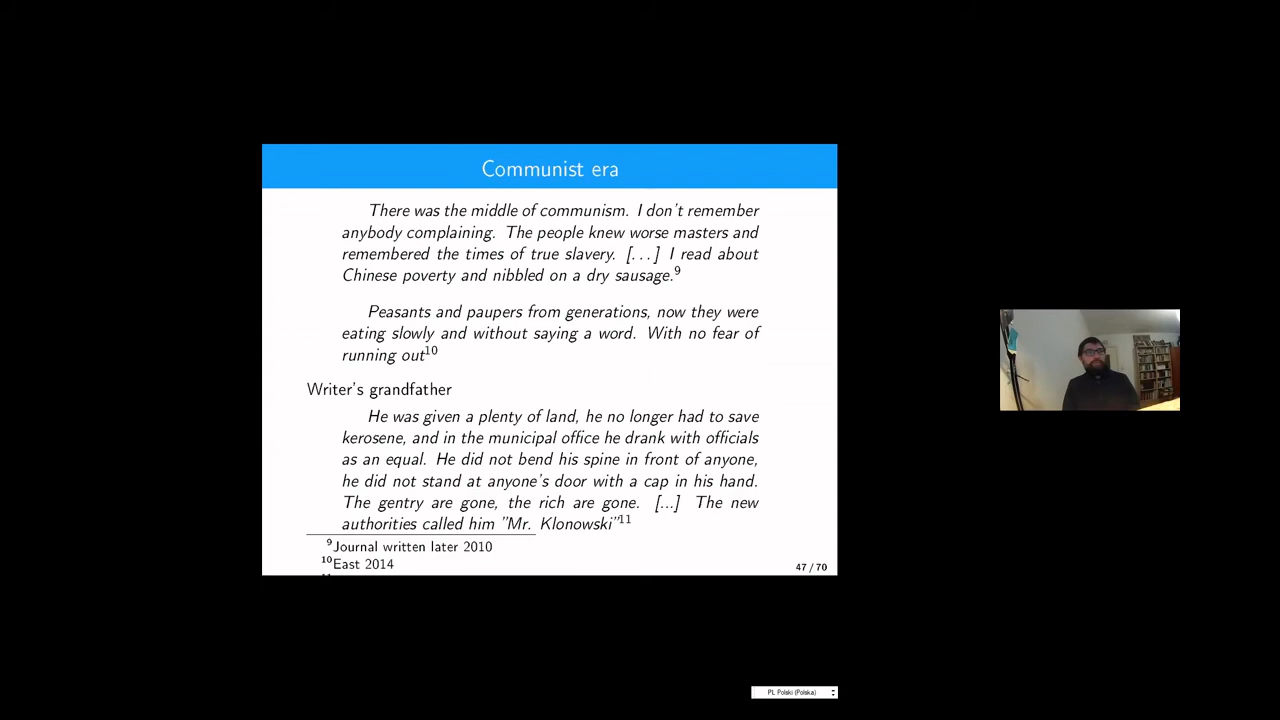 Communist era
There was the middle of communism. I don't remember
anybody complaining. The people knew worse masters and
remembered the times of true slavery. [...] I read about
Chinese poverty and nibbled on a dry sausage.9
Peasants and paupers from generations, now they were
eating slowly and without saying a word. With no fear of
running out10
Writer's grandfather
He was given a plenty of land, he no longer had to save
kerosene, and in the municipal office he drank with officials
as an equal. He did not bend his spine in front of anyone,
he did not stand at anyone's door with a cap in his hand.
The gentry are gone, the rich are gone. [...] The new
authorities called him "Mr. Klonowski"11
9Journal written later 2010
10East 2014
47 / 70
PL Polski (Polska)